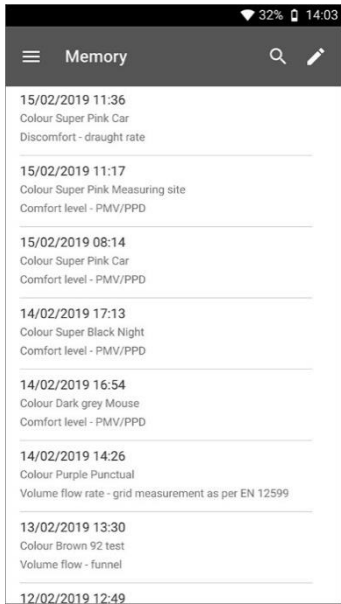 32% 14:03
Memory
15/02/2019 11:36
Colour Super Pink Car
Discomfort - draught rate
15/02/2019 11:17
Colour Super Pink Measuring site
Comfort level - PMV/PPD
15/02/2019 08:14
Colour Super Pink Car
Comfort level - PMV/PPD
14/02/2019 17:13
Colour Super Black Night
Comfort level - PMV/PPD
14/02/2019 16:54
Colour Dark grey Mouse
Comfort level - PMV/PPD
14/02/2019 14:26
Colour Purple Punctual
Volume flow rate - grid measurement as per EN 12599
13/02/2019 13:30
Colour Brown 92 test
Volume flow - funnel
12/02/2019 12:49